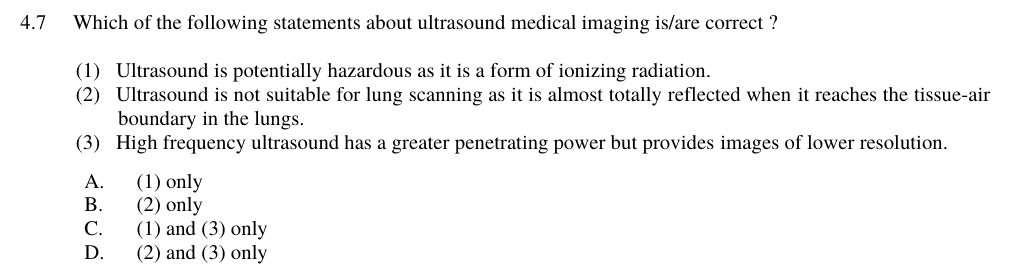 4.7 Which of the following statements about ultrasound medical imaging is/are correct ?
(1) Ultrasound is potentially hazardous as it is a form of ionizing radiation.
(2) Ultrasound is not suitable for lung scanning as it is almost totally reflected when it reaches the tissue-air
boundary in the lungs.
(3) High frequency ultrasound has a greater penetrating power but provides images of lower resolution.
A. (1) only
B. (2) only
C. (1) and (3) only
D. (2) and (3) only